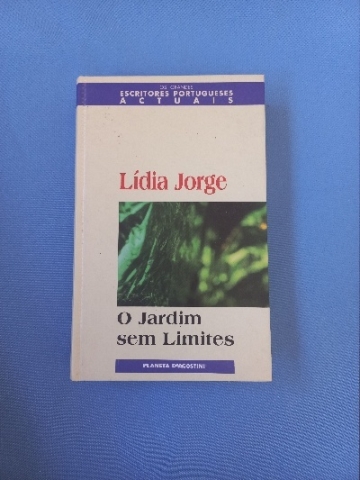 OS GRANDES
ESCRITORES PORTUGUESES
ACTUAIS
Lídia Jorge
O Jardim
sem Limites
PLANETA DEAGOSTINI